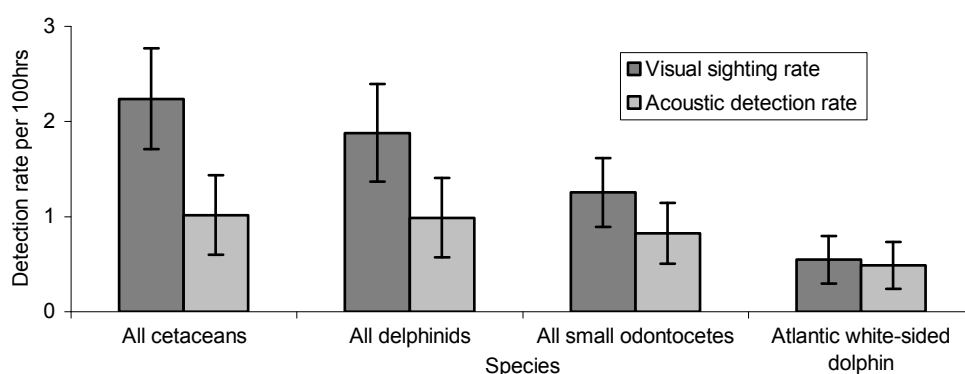 3
2
1
0
Detection rate per 100hrs
Visual sighting rate
Acoustic detection rate
All cetaceans
All delphinids
All small odontocetes
Atlantic white-sided
dolphin
Species